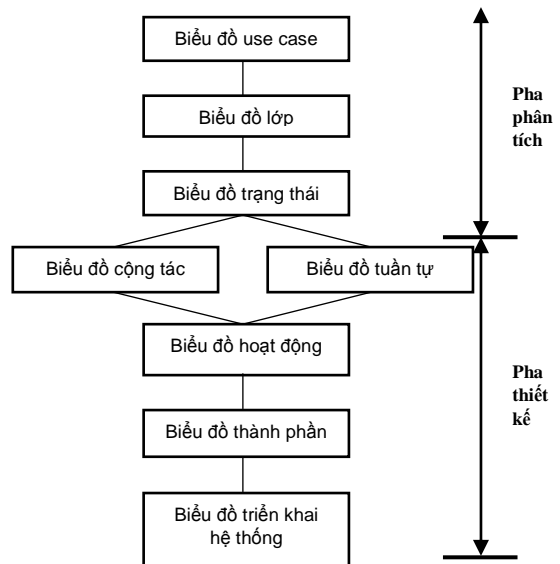 Biểu đồ use case
Biểu đồ lớp
Biểu đồ trạng thái
Pha
phân
tích
Biểu đồ cộng tác
Biểu đồ tuần tự
Biểu đồ hoạt động
Biểu đồ thành phần
Biểu đồ triển khai
hệ thống
Pha
thiết
kế